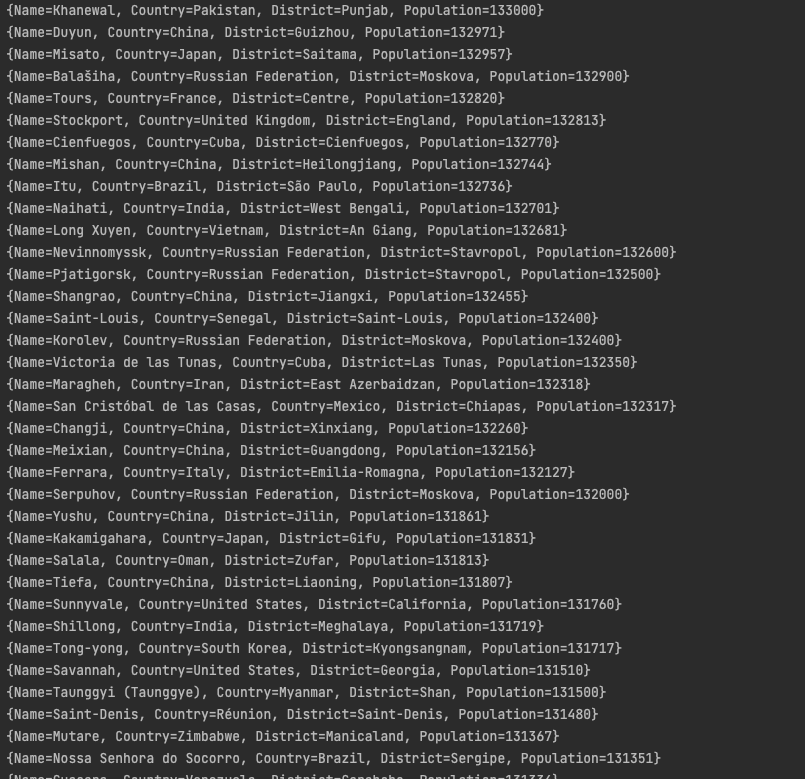 {Name=Khanewal, Country=Pakistan, District=Punjab, Population=133000}
{Name=Duyun, Country=China, District=Guizhou, Population=132971}
{Name=Misato, Country=Japan, District=Saitama, Population=132957}
{Name=Balašiha, Country=Russian Federation, District=Moskova, Population=132900}
{Name=Tours, Country=France, District=Centre, Population=132820}
{Name=Stockport, Country=United Kingdom, District=England, Population=132813}
{Name=Cienfuegos, Country=Cuba, District=Cienfuegos, Population=132770}
{Name=Mishan, Country=China, District=Heilongjiang, Population=132744}
{Name=Itu, Country=Brazil, District=São Paulo, Population=132736}
{Name=Naihati, Country=India, District=West Bengali, Population=132701}
{Name=Long Xuyen, Country=Vietnam, District=An Giang, Population=132681}
{Name=Nevinnomyssk, Country=Russian Federation, District=Stavropol, Population=132600}
{Name=Pjatigorsk, Country=Russian Federation, District=Stavropol, Population=132500}
{Name=Shangrao, Country=China, District=Jiangxi, Population=132455}
{Name=Saint-Louis, Country=Senegal, District=Saint-Louis, Population=132400}
{Name=Korolev, Country=Russian Federation, District=Moskova, Population=132400}
{Name=Victoria de las Tunas, Country=Cuba, District=Las Tunas, Population=132350}
{Name=Maragheh, Country=Iran, District=East Azerbaidzan, Population=132318}
{Name=San Cristóbal de las Casas, Country=Mexico, District=Chiapas, Population=132317}
{Name=Changji, Country=China, District=Xinxiang, Population=132260}
{Name=Meixian, Country=China, District=Guangdong, Population=132156}
{Name=Ferrara, Country=Italy, District=Emilia-Romagna, Population=132127}
{Name=Serpuhov, Country=Russian Federation, District=Moskova, Population=132000}
{Name=Yushu, Country=China, District=Jilin, Population=131861}
{Name=Kakamigahara, Country=Japan, District=Gifu, Population=131831}
{Name=Salala, Country=Oman, District=Zufar, Population=131813}
{Name=Tiefa, Country=China, District=Liaoning, Population=131807}
{Name=Sunnyvale, Country=United States, District=California, Population=131760}
{Name=Shillong, Country=India, District=Meghalaya, Population=131719}
{Name=Tong-yong, Country=South Korea, District=Kyongsangnam, Population=131717}
{Name=Savannah, Country=United States, District=Georgia, Population=131510}
{Name=Taunggyi (Taunggye), Country=Myanmar, District=Shan, Population=131500}
{Name=Saint-Denis, Country=Réunion, District=Saint-Denis, Population=131480}
{Name=Mutare, Country=Zimbabwe, District=Manicaland, Population=131367}
{Name=Nossa Senhora do Socorro, Country=Brazil, District=Sergipe, Population=131351}